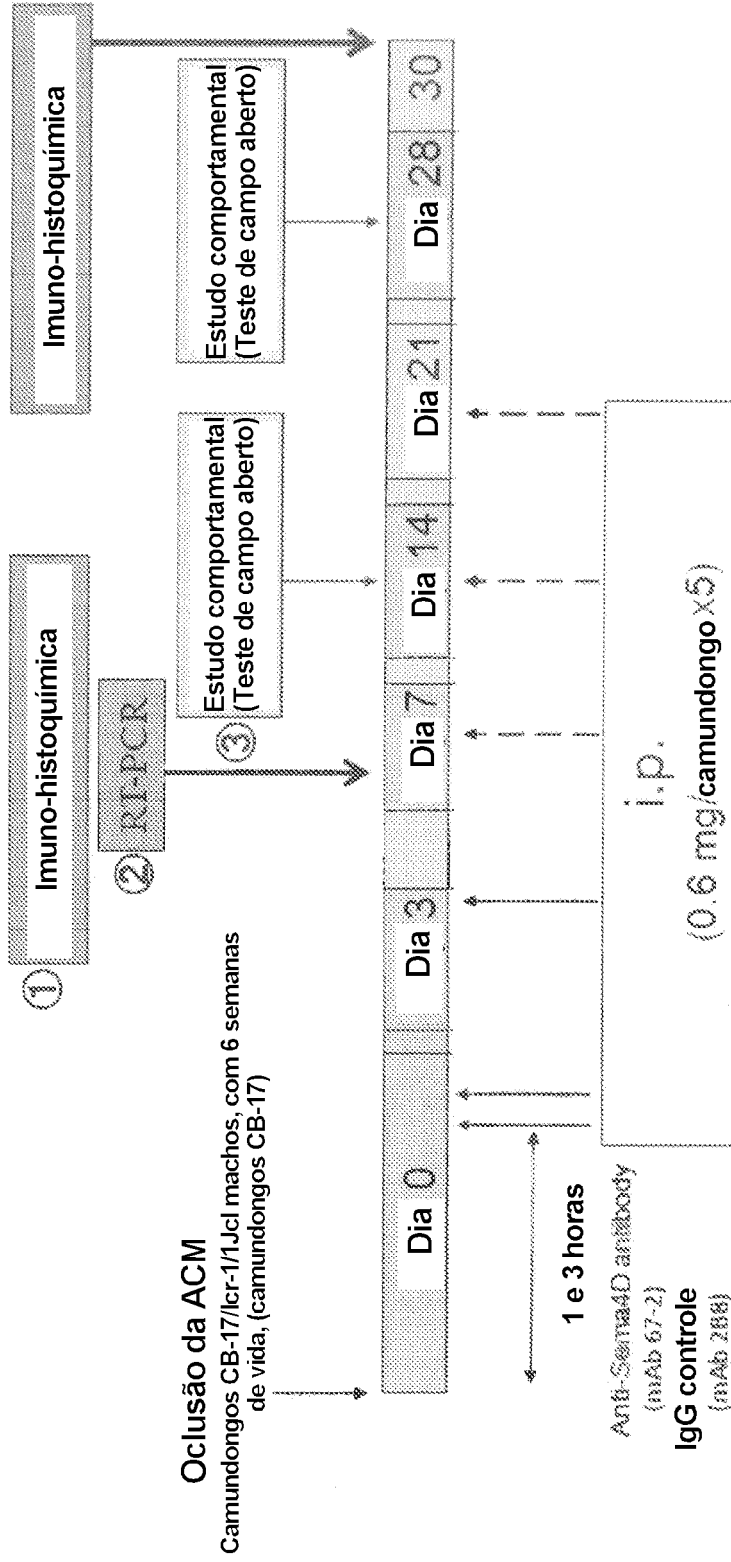 ① Imuno-histoquímica
② RT-PCR
③ Estudo comportamental
(Teste de campo aberto)
Imuno-histoquímica
Estudo comportamental
(Teste de campo aberto)
Oclusão da ACM
Camundongos CB-17/Icr-1/1Jcl machos, com 6 semanas
de vida, (camundongos CB-17)
Dia 0
Dia 3
Dia 7
Dia 14
Dia 21
Dia 28
30
1 e 3 horas
Anti-Sema4D antibody
(mAb 67-2)
IgG controle
(mAb 288)
i.p.
(0.6 mg/camundongo x5)